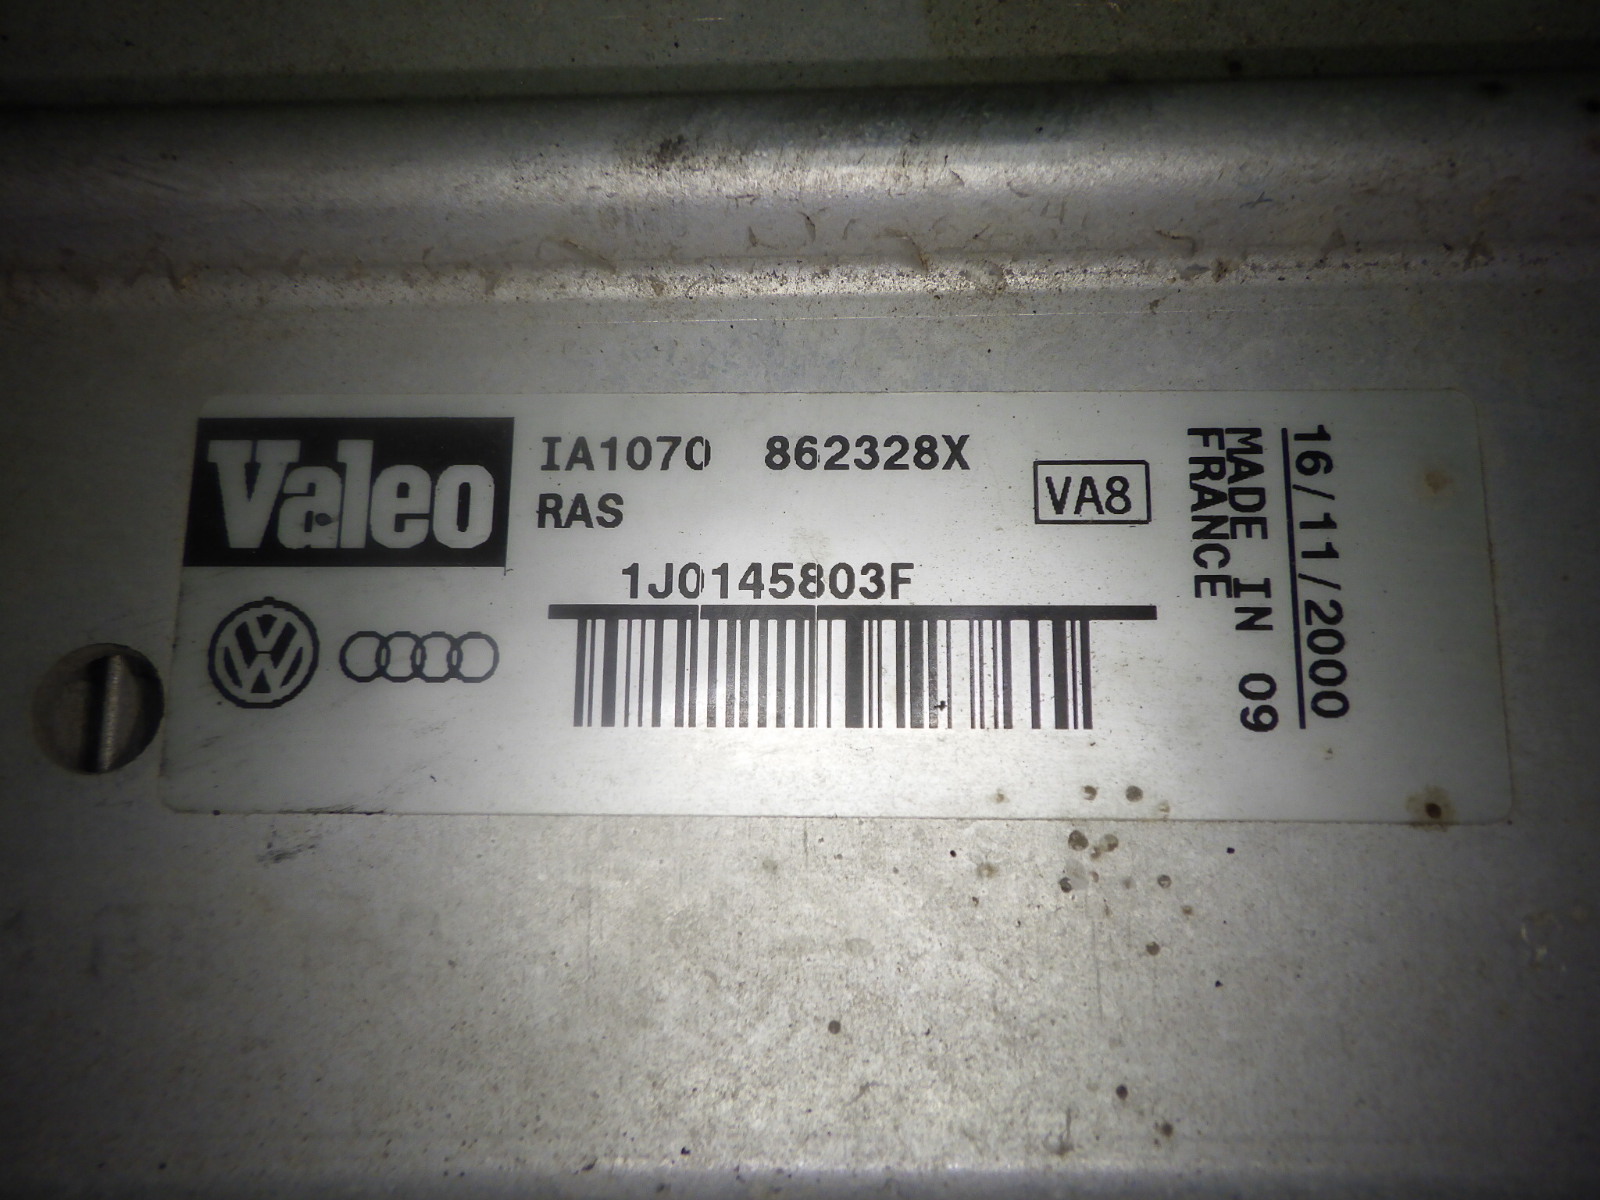 Valeo
IA1070 862328X
RAS
VA8
1J0145803F
16/11/2000
MADE IN 09
FRANCE